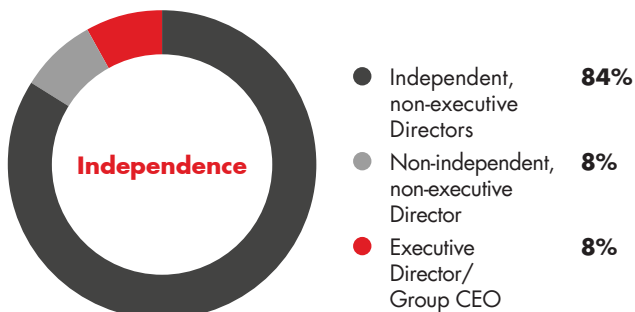 Independence
Independent, 84%
non-executive
Directors
Non-independent, 8%
non-executive
Director
Executive 8%
Director/
Group CEO